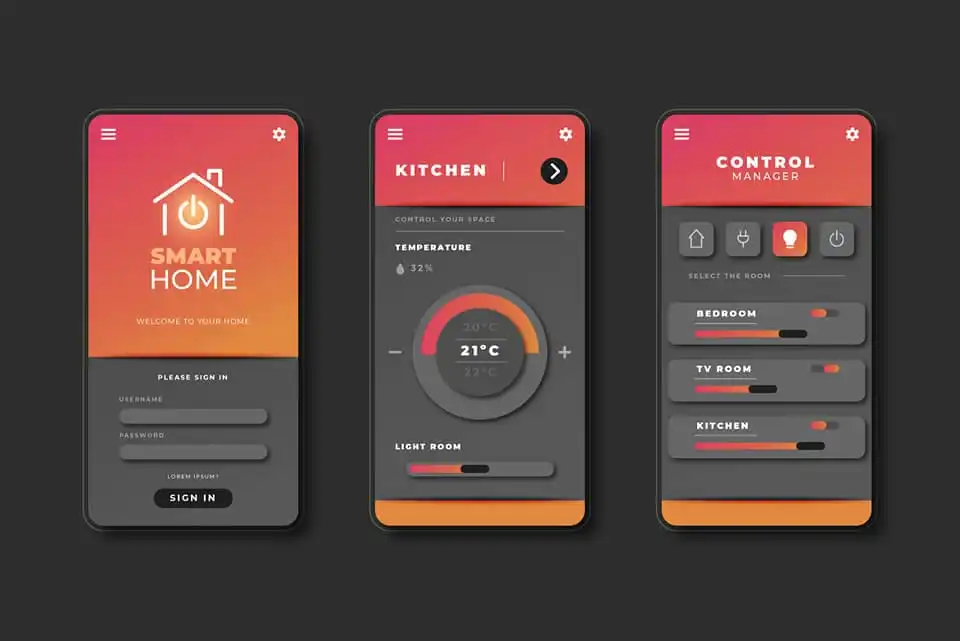 SMART
HOME
WELCOME TO YOUR HOME
PLEASE SIGN IN
USERNAME
PASSWORD
LOREM IPSUM?
SIGN IN
KITCHEN
CONTROL YOUR SPACE
TEMPERATURE
32%
20°C
21°C
22°C
LIGHT ROOM
CONTROL
MANAGER
SELECT THE ROOM
BEDROOM
TV ROOM
KITCHEN